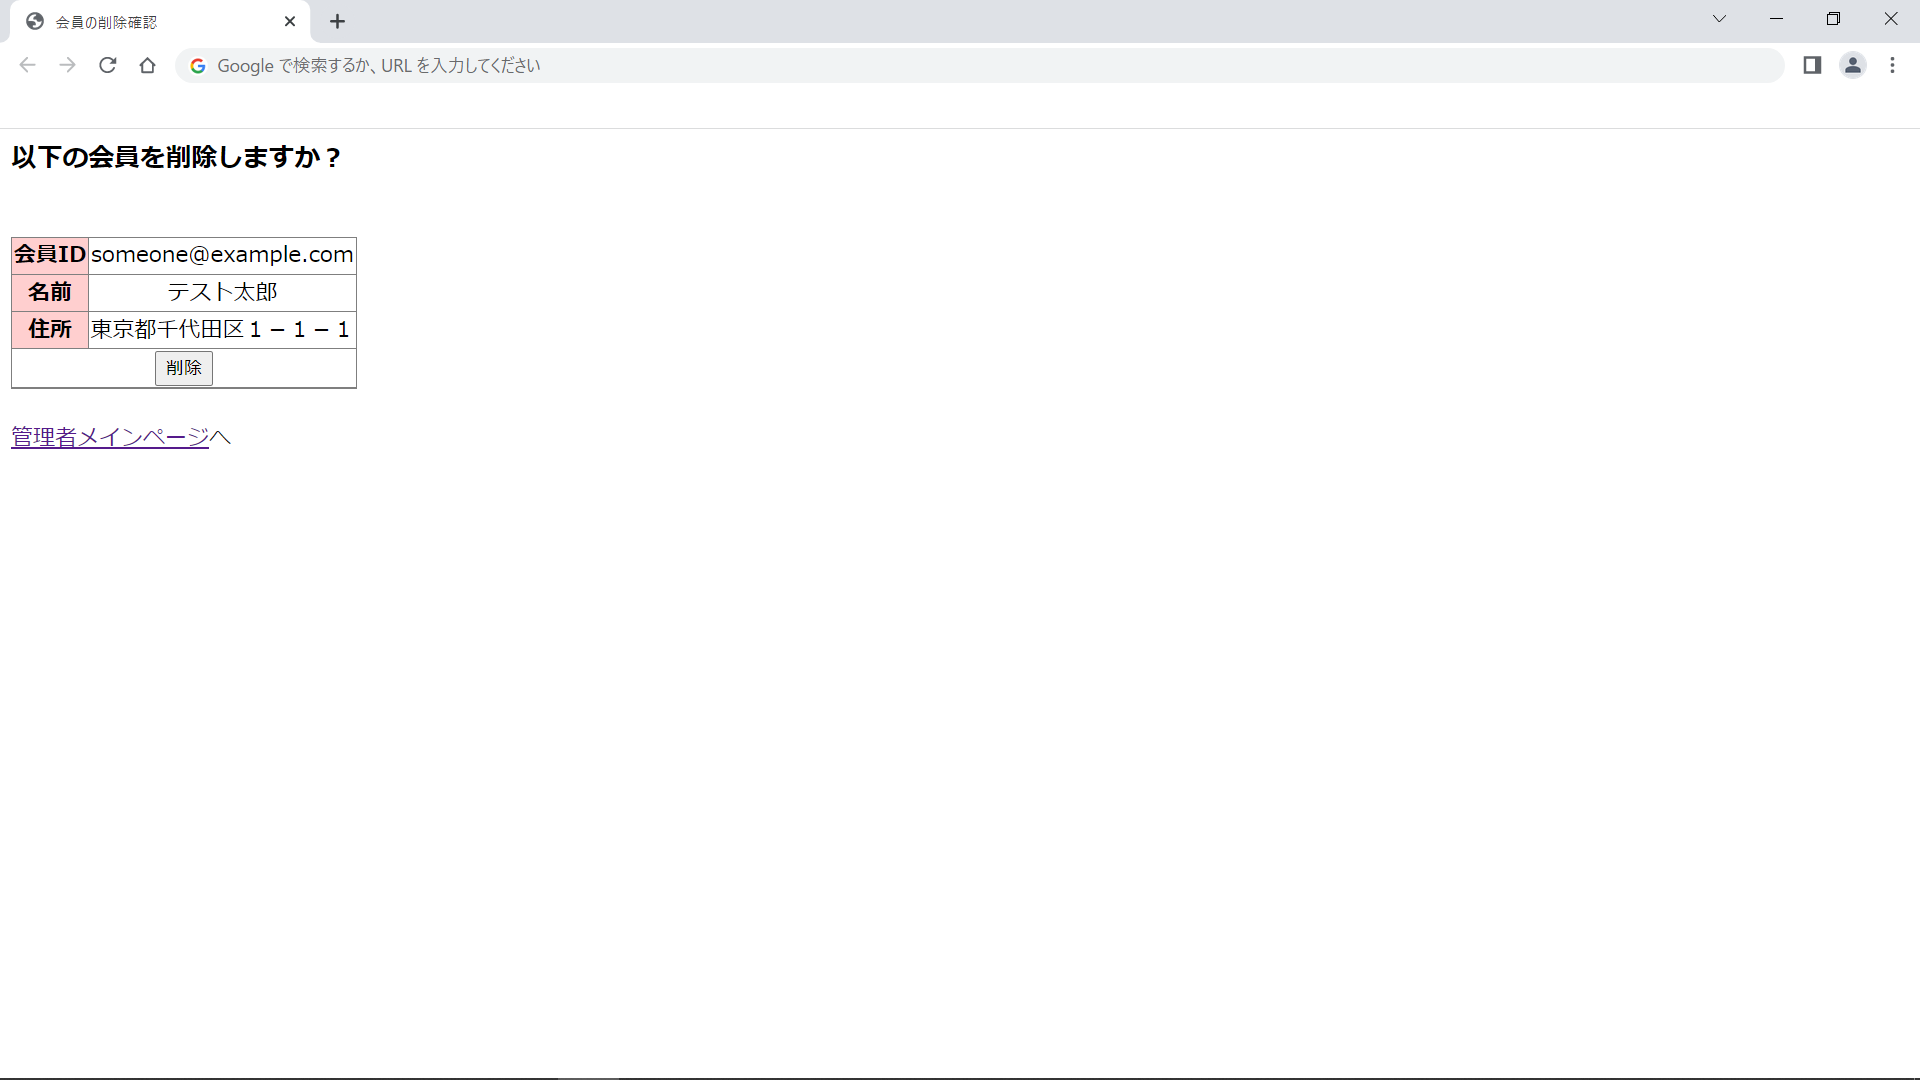 会員の削除確認
Google で検索するか、URL を入力してください
以下の会員を削除しますか？
会員ID someone@example.com
名前 テスト太郎
住所 東京都千代田区１－１－１
削除
管理者メインページへ